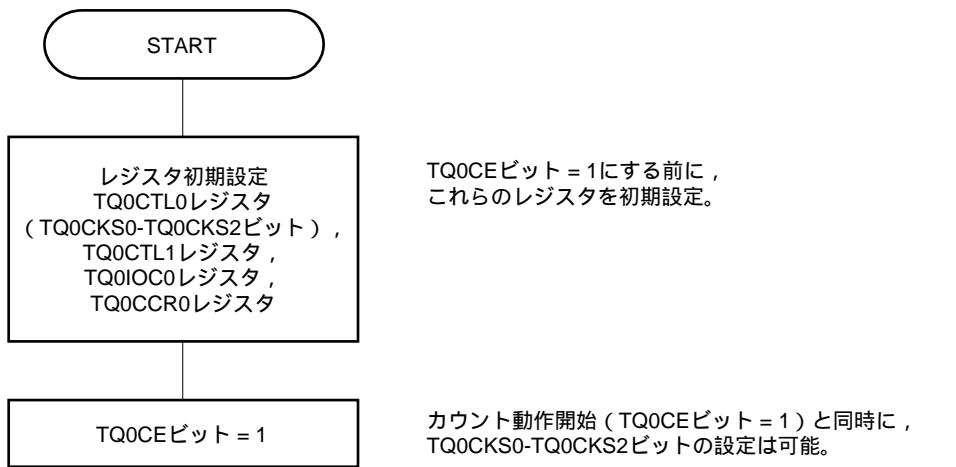 START
レジスタ初期設定
TQ0CTL0レジスタ
（TQ0CKS0-TQ0CKS2ビット），
TQ0CTL1レジスタ，
TQ0IOC0レジスタ，
TQ0CCR0レジスタ
TQ0CEビット = 1にする前に，
これらのレジスタを初期設定。
TQ0CEビット = 1
カウント動作開始（TQ0CEビット = 1）と同時に，
TQ0CKS0-TQ0CKS2ビットの設定は可能。